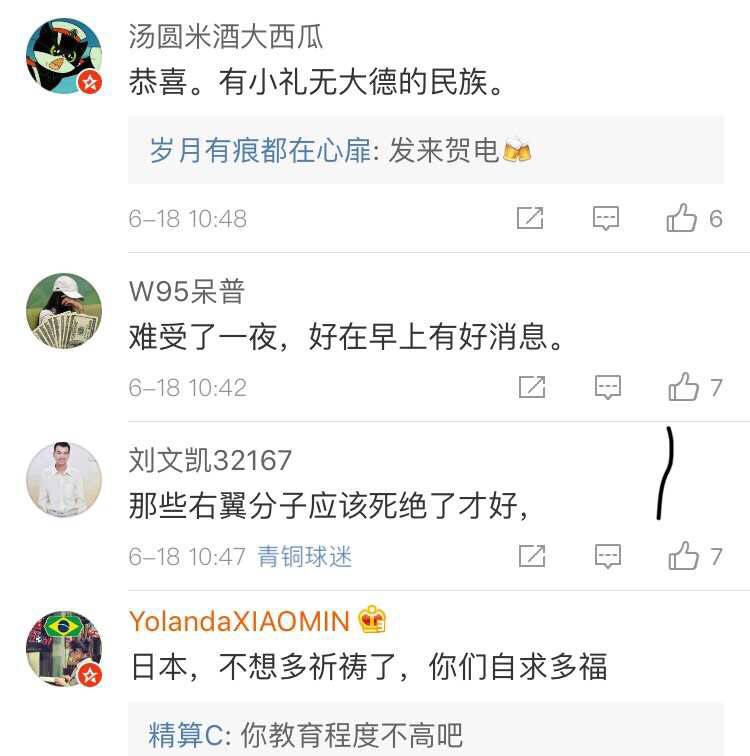 汤圆米酒大西瓜
恭喜。有小礼无大德的民族。
岁月有痕都在心扉: 发来贺电🍻
6-18 10:48
6
W95呆普
难受了一夜，好在早上有好消息。
6-18 10:42
7
刘文凯32167
那些右翼分子应该死绝了才好，
6-18 10:47 青铜球迷
7
YolandaXIAOMIN
日本，不想多祈祷了，你们自求多福
精算C: 你教育程度不高吧